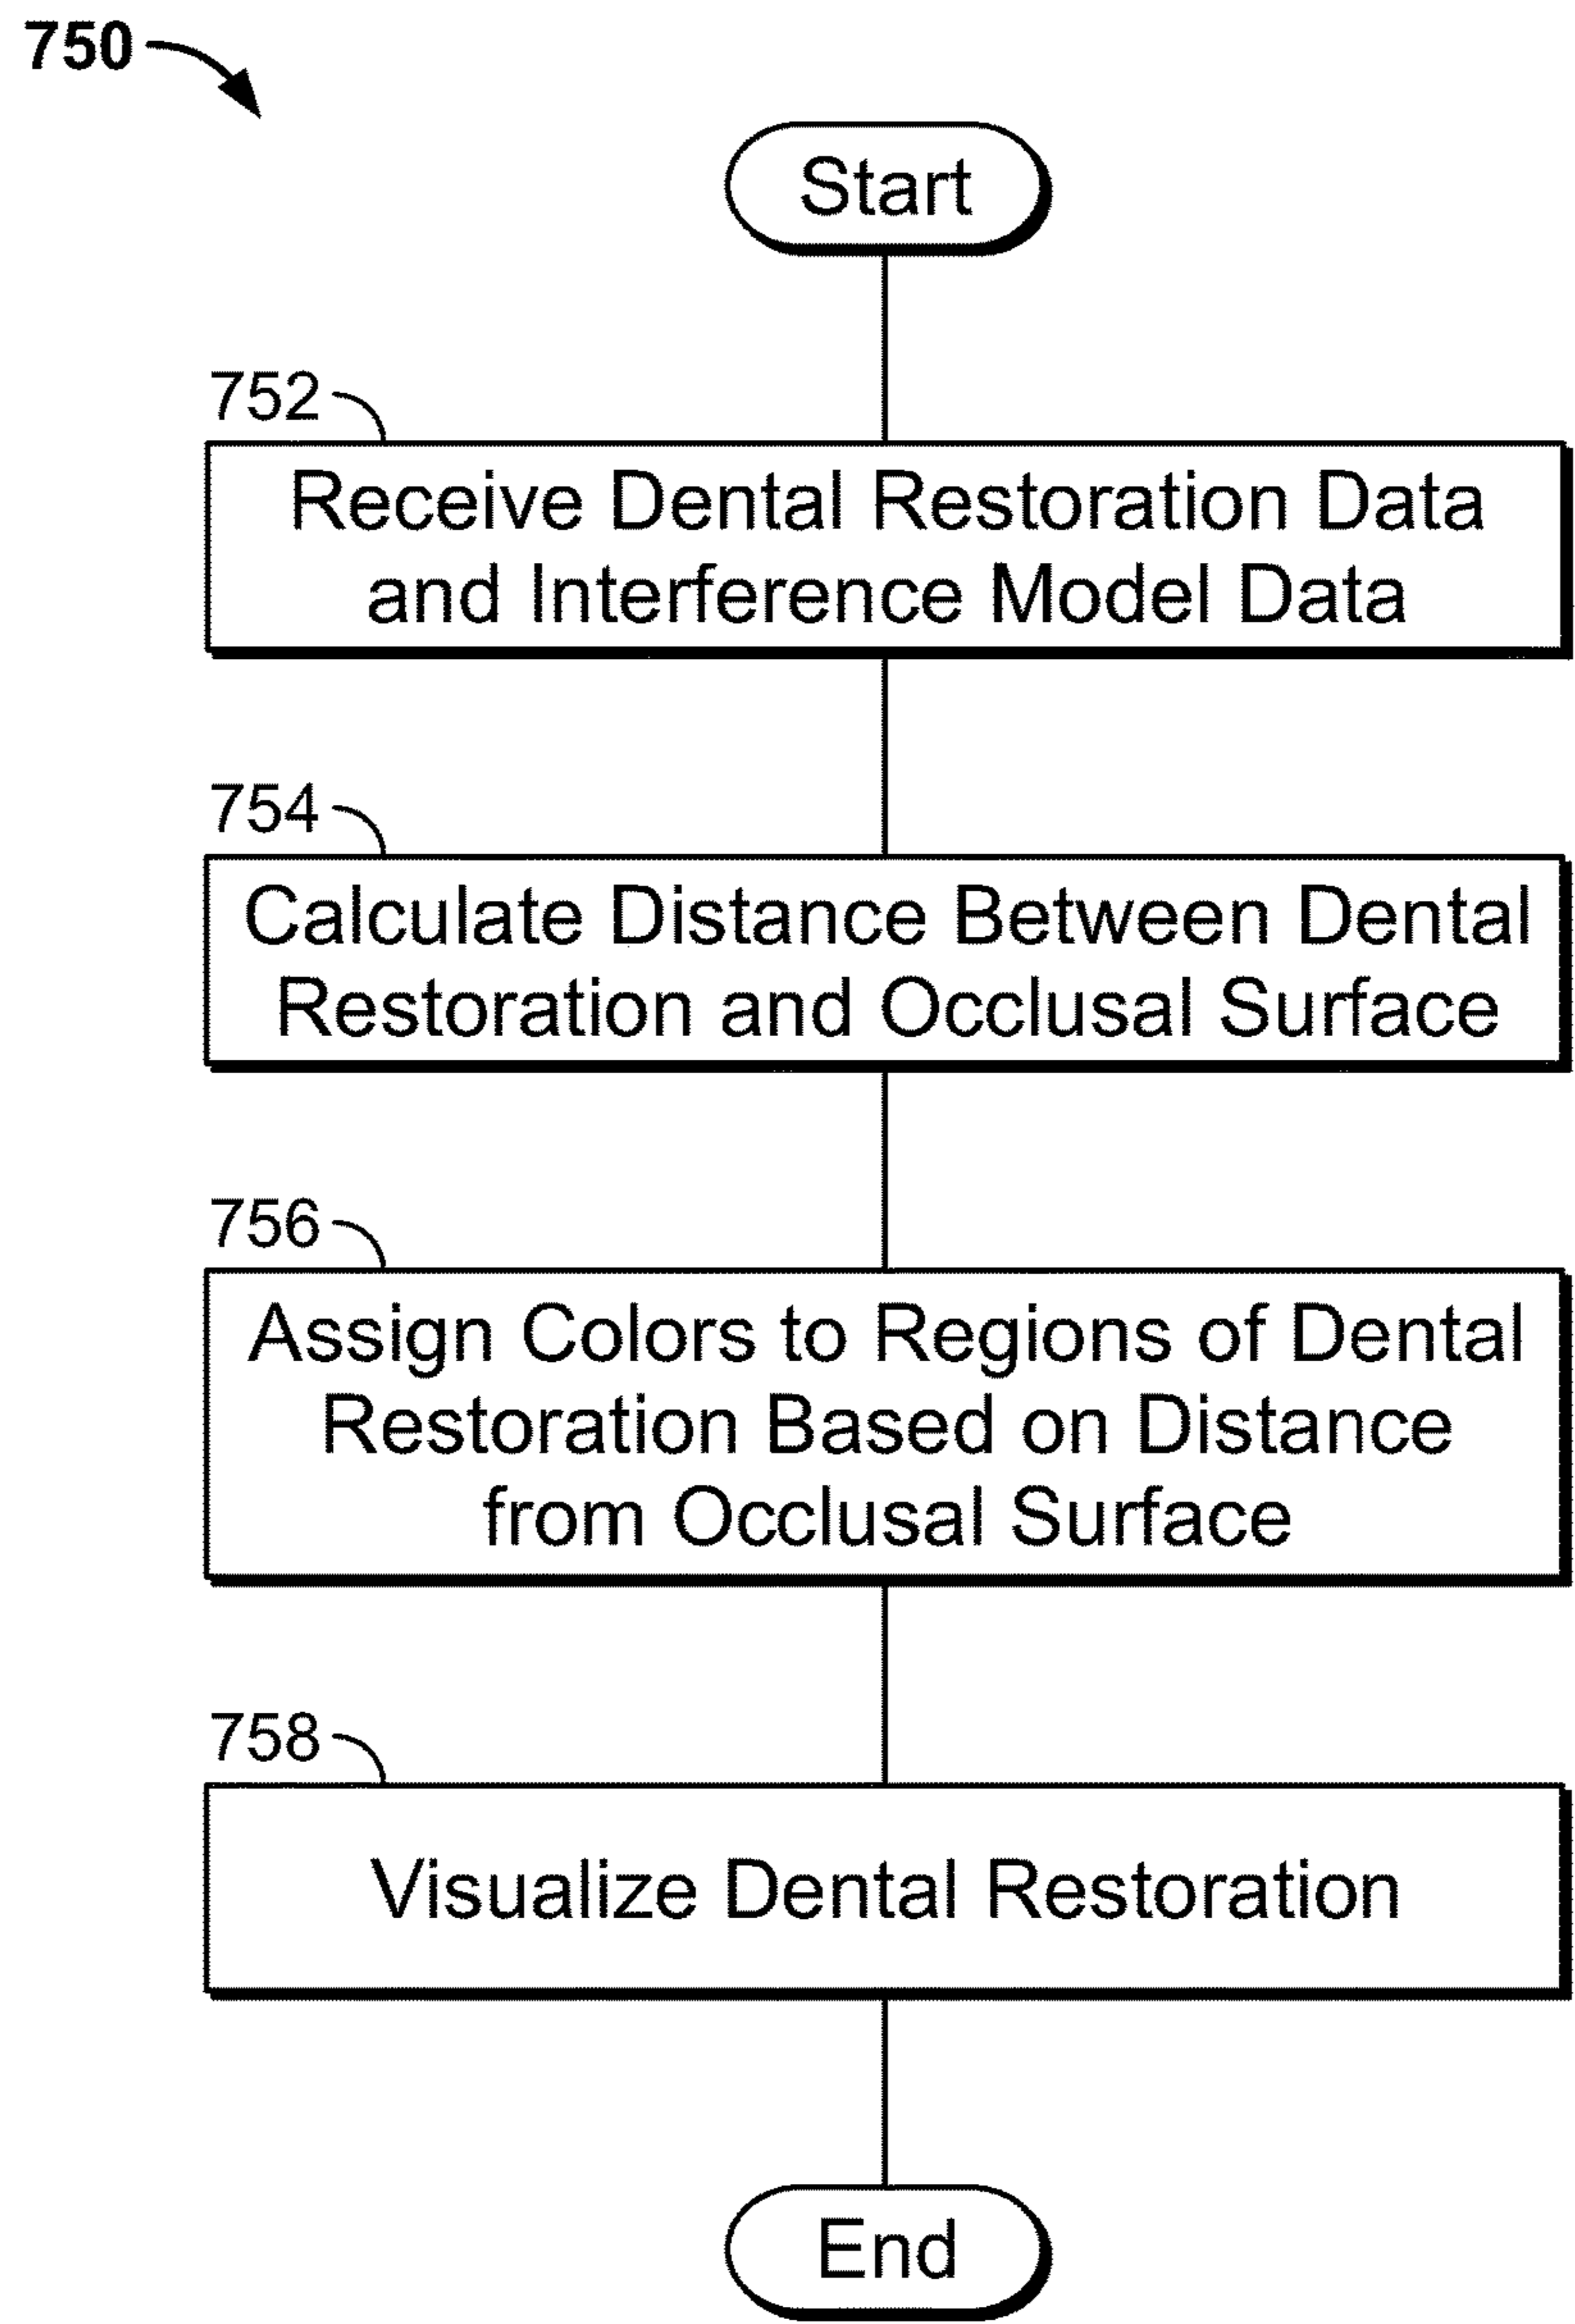 750
Start
752
Receive Dental Restoration Data
and Interference Model Data
754
Calculate Distance Between Dental
Restoration and Occlusal Surface
756
Assign Colors to Regions of Dental
Restoration Based on Distance
from Occlusal Surface
758
Visualize Dental Restoration
End